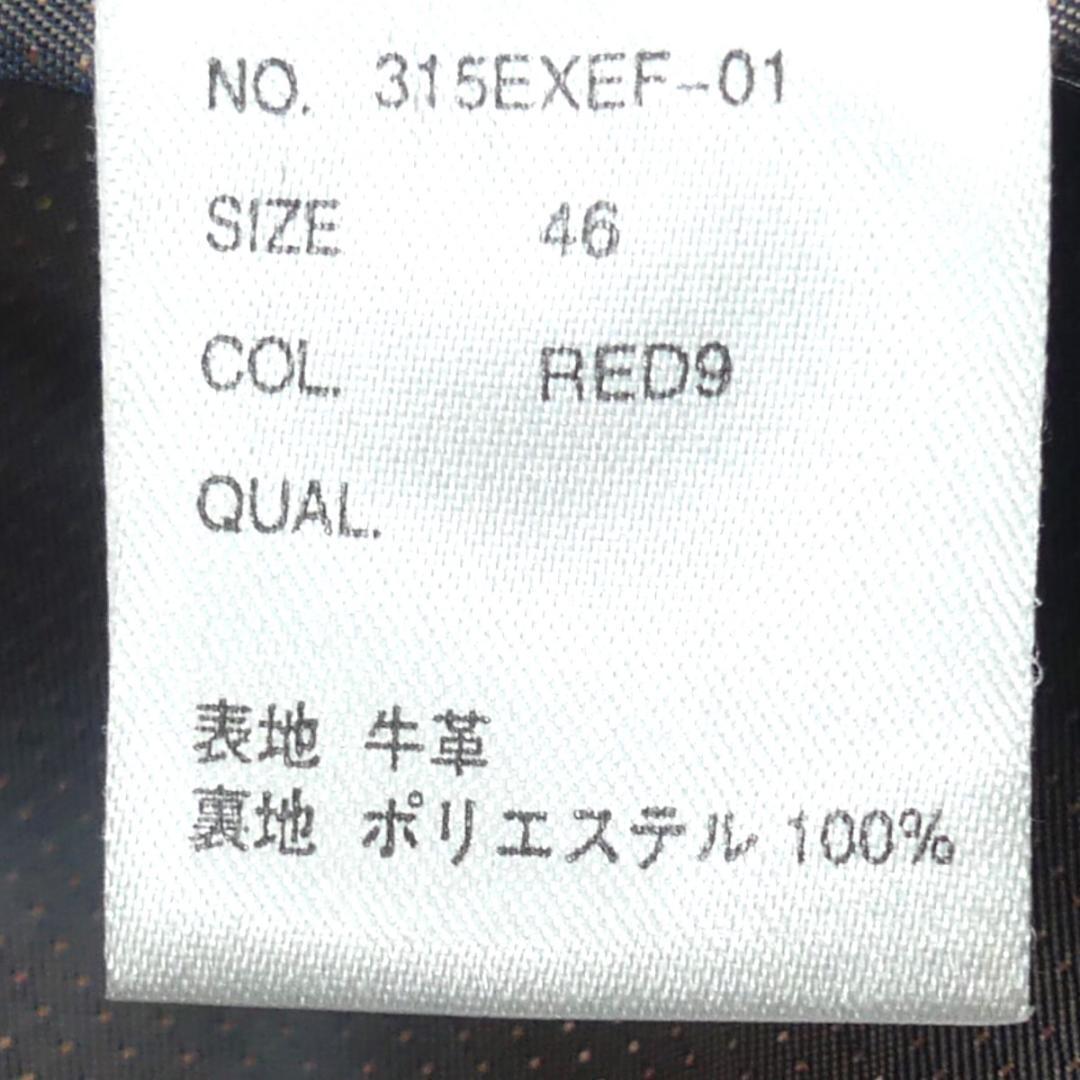 NO. 315EXEF-01
SIZE 46
COL. RED9
QUAL.
表地 牛革
裏地 ポリエステル 100%